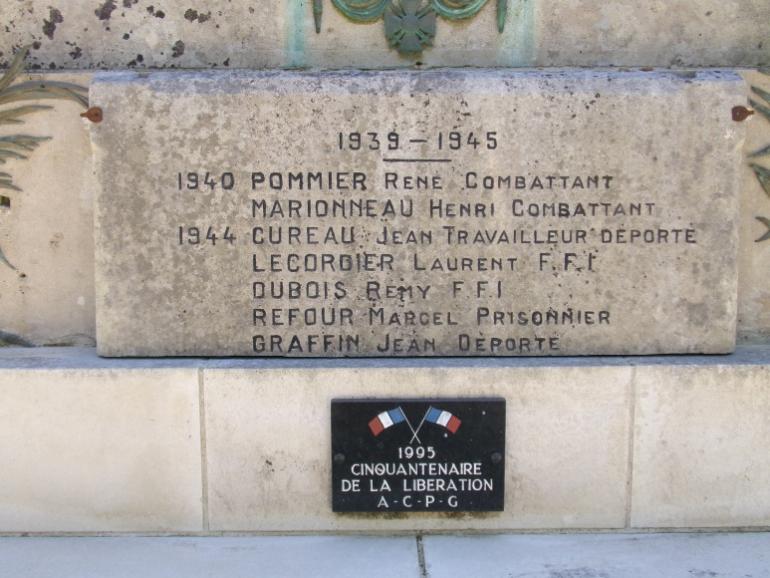 1939 - 1945
1940 POMMIER RENÉ COMBATTANT
MARIONNEAU HENRI COMBATTANT
1944 CUREAU JEAN TRAVAILLEUR DÉPORTÉ
LECORDIER LAURENT F.F.I
DUBOIS RÉMY F.F.I
REFOUR MARCEL PRISONNIER
GRAFFIN JEAN DÉPORTÉ
1995
CINQUANTENAIRE
DE LA LIBÉRATION
A-C-P-G